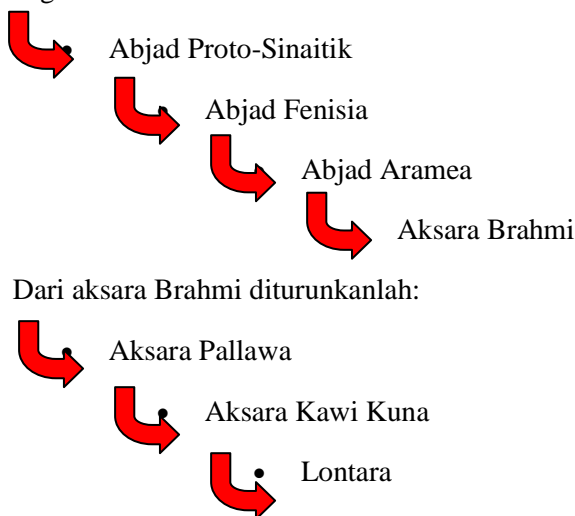 Abjad Proto-Sinaitik
Abjad Fenisia
Abjad Aramea
Aksara Brahmi
Dari aksara Brahmi diturunkanlah:
Aksara Pallawa
Aksara Kawi Kuna
Lontara